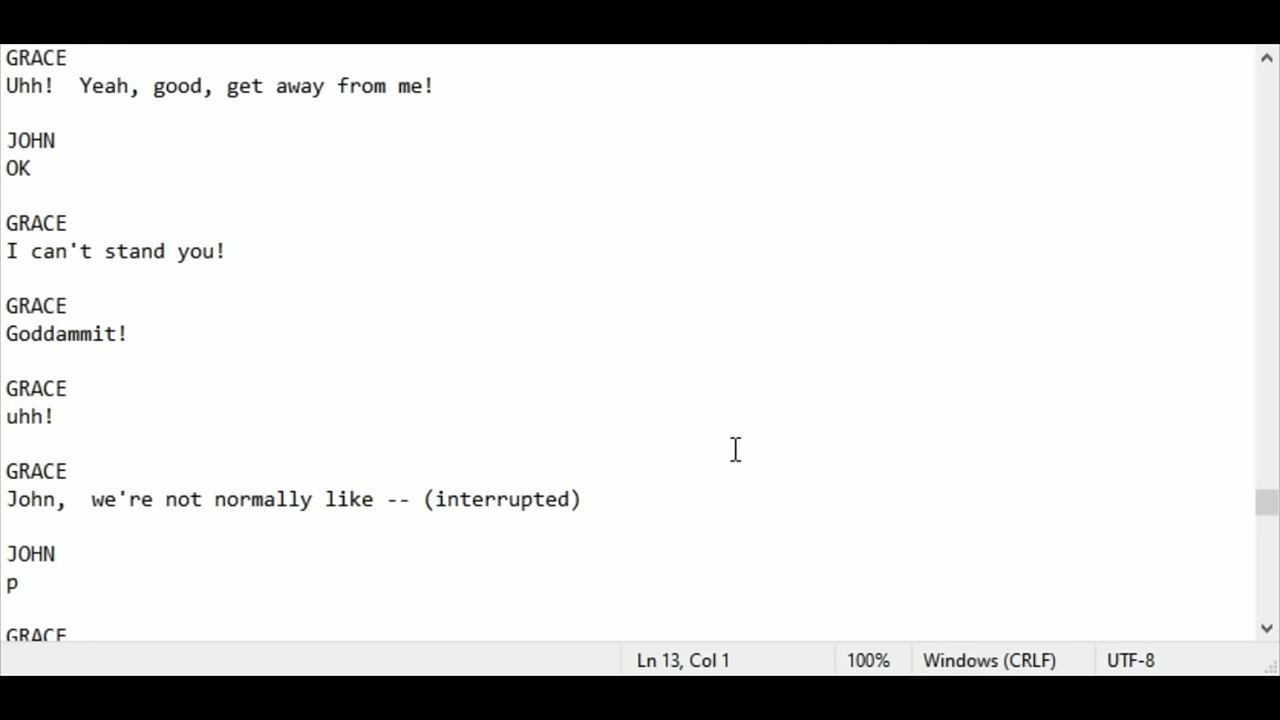 GRACE
Uhh!  Yeah, good, get away from me!
JOHN
OK
GRACE
I can't stand you!
GRACE
Goddammit!
GRACE
uhh!
GRACE
John,  we're not normally like -- (interrupted)
JOHN
p
GRACE
Ln 13, Col 1 100% Windows (CRLF) UTF-8